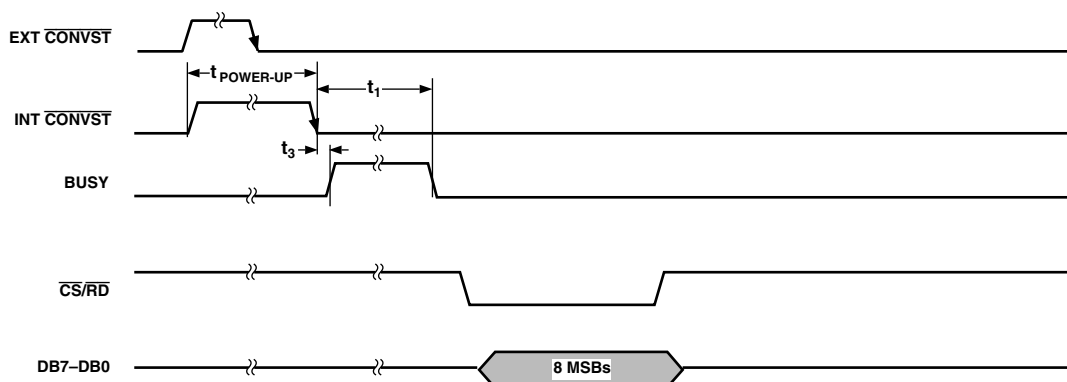 EXT CONVST
t POWER-UP
t1
INT CONVST
t3
BUSY
CS/RD
DB7–DB0
8 MSBs